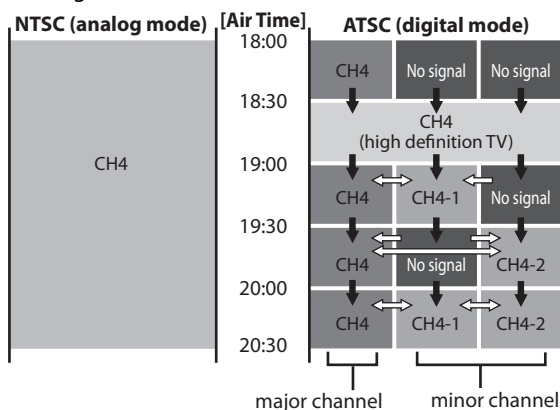 NTSC (analog mode) [Air Time] ATSC (digital mode)
18:00
CH4 No signal No signal
18:30
CH4
(high definition TV)
19:00
CH4
CH4 CH4-1 No signal
19:30
CH4 No signal CH4-2
20:00
CH4 CH4-1 CH4-2
20:30
major channel minor channel